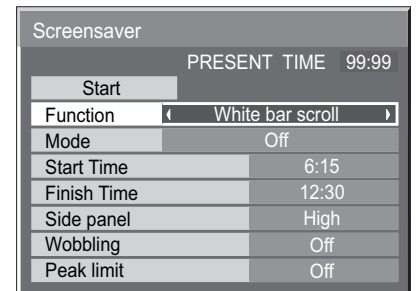 Screensaver
PRESENT TIME 99:99
Start
Function White bar scroll
Mode Off
Start Time 6:15
Finish Time 12:30
Side panel High
Wobbling Off
Peak limit Off